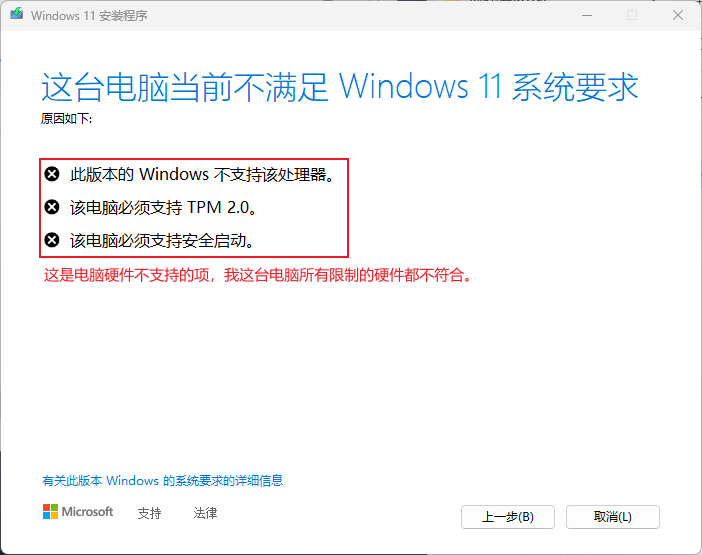 Windows 11 安装程序
这台电脑当前不满足 Windows 11 系统要求
原因如下:
此版本的 Windows 不支持该处理器。
该电脑必须支持 TPM 2.0。
该电脑必须支持安全启动。
这是电脑硬件不支持的项，我这台电脑所有限制的硬件都不符合。
有关此版本 Windows 的系统要求的详细信息
Microsoft 支持 法律 上一步(B) 取消(L)